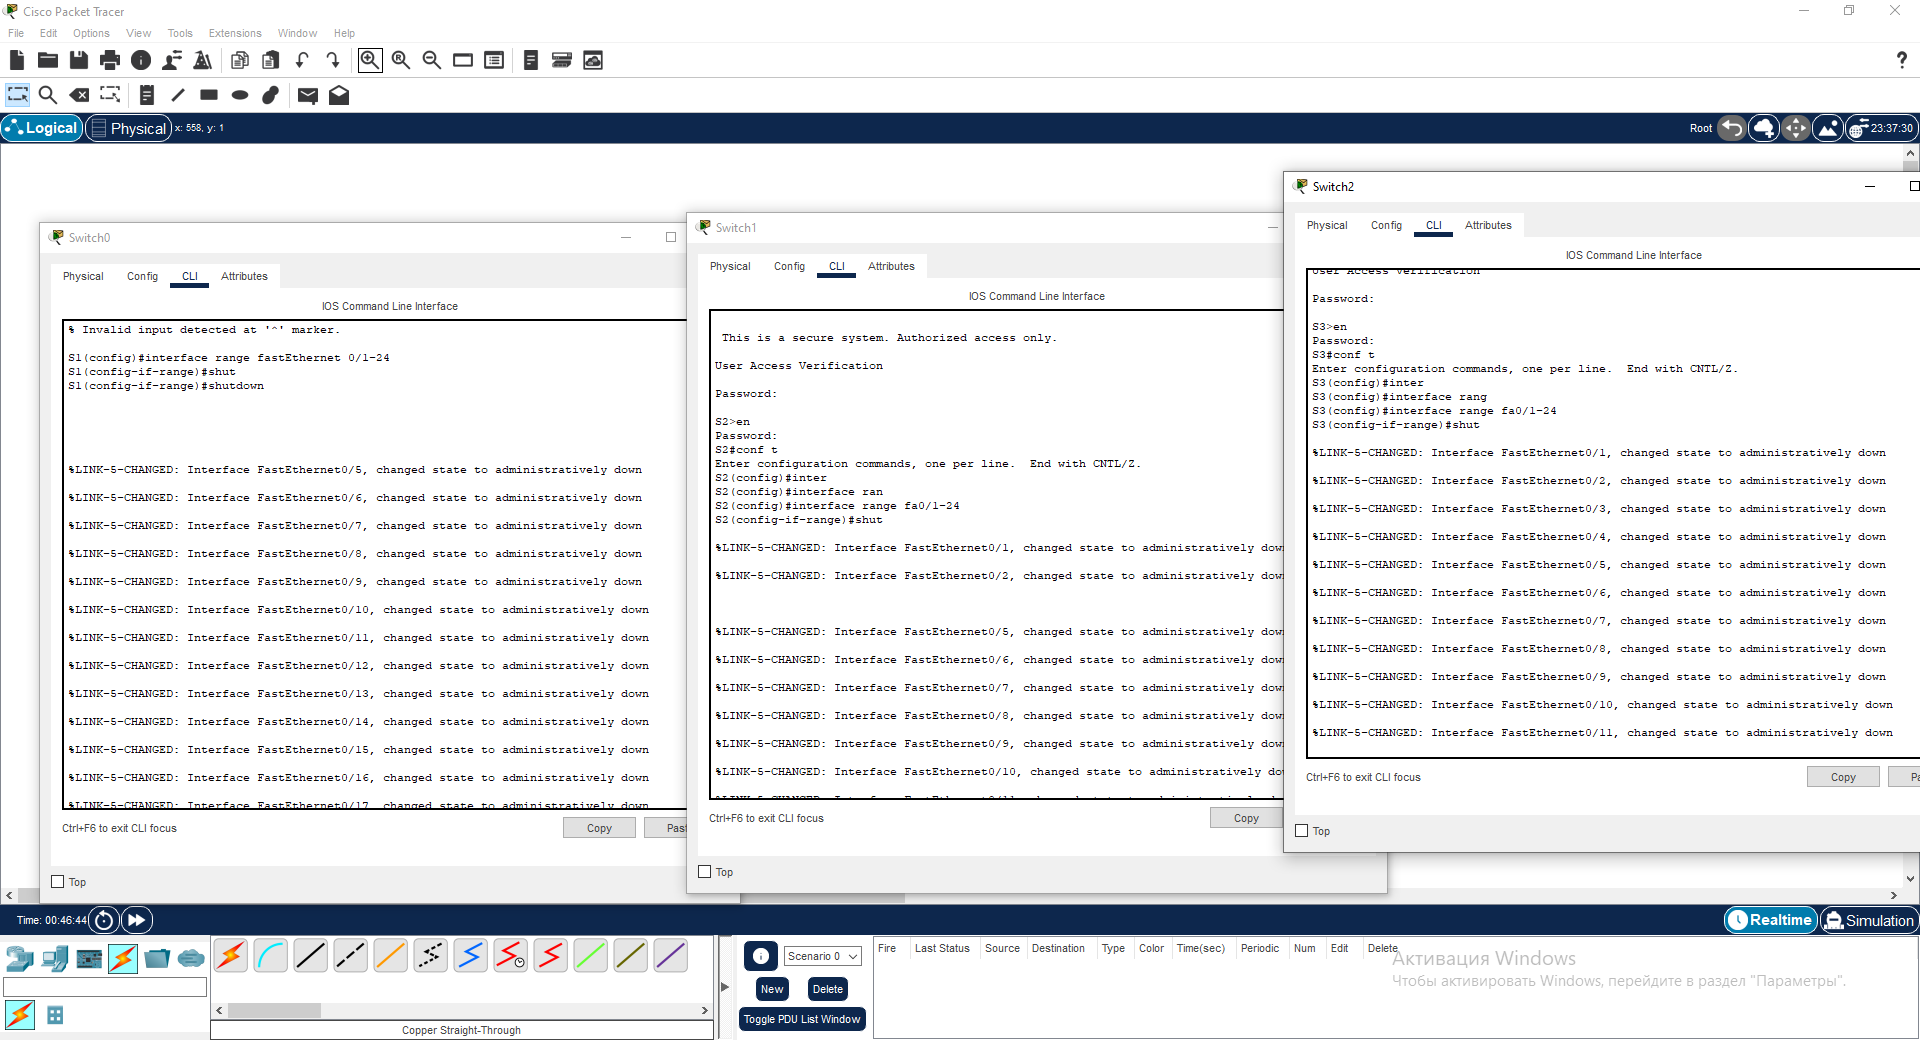 Cisco Packet Tracer
File Edit Options View Tools Extensions Window Help
Logical Physical x: 558, y: 1
Root 23:37:30
Switch0
Physical Config CLI Attributes
IOS Command Line Interface
% Invalid input detected at '^' marker.
S1(config)#interface range fastEthernet 0/1-24
S1(config-if-range)#shut
S1(config-if-range)#shutdown
%LINK-5-CHANGED: Interface FastEthernet0/5, changed state to administratively down
%LINK-5-CHANGED: Interface FastEthernet0/6, changed state to administratively down
%LINK-5-CHANGED: Interface FastEthernet0/7, changed state to administratively down
%LINK-5-CHANGED: Interface FastEthernet0/8, changed state to administratively down
%LINK-5-CHANGED: Interface FastEthernet0/9, changed state to administratively down
%LINK-5-CHANGED: Interface FastEthernet0/10, changed state to administratively down
%LINK-5-CHANGED: Interface FastEthernet0/11, changed state to administratively down
%LINK-5-CHANGED: Interface FastEthernet0/12, changed state to administratively down
%LINK-5-CHANGED: Interface FastEthernet0/13, changed state to administratively down
%LINK-5-CHANGED: Interface FastEthernet0/14, changed state to administratively down
%LINK-5-CHANGED: Interface FastEthernet0/15, changed state to administratively down
%LINK-5-CHANGED: Interface FastEthernet0/16, changed state to administratively down
%LINK-5-CHANGED: Interface FastEthernet0/17, changed state to administratively down
Ctrl+F6 to exit CLI focus
Copy Past
Top
Switch1
Physical Config CLI Attributes
IOS Command Line Interface
This is a secure system. Authorized access only.
User Access Verification
Password:
S2>en
Password:
S2#conf t
Enter configuration commands, one per line. End with CNTL/Z.
S2(config)#inter
S2(config)#interface ran
S2(config)#interface range fa0/1-24
S2(config-if-range)#shut
%LINK-5-CHANGED: Interface FastEthernet0/1, changed state to administratively dow
%LINK-5-CHANGED: Interface FastEthernet0/2, changed state to administratively dow
%LINK-5-CHANGED: Interface FastEthernet0/5, changed state to administratively dow
%LINK-5-CHANGED: Interface FastEthernet0/6, changed state to administratively dow
%LINK-5-CHANGED: Interface FastEthernet0/7, changed state to administratively dow
%LINK-5-CHANGED: Interface FastEthernet0/8, changed state to administratively dow
%LINK-5-CHANGED: Interface FastEthernet0/9, changed state to administratively dow
%LINK-5-CHANGED: Interface FastEthernet0/10, changed state to administratively do
Ctrl+F6 to exit CLI focus
Copy
Top
Switch2
Physical Config CLI Attributes
IOS Command Line Interface
User Access Verification
Password:
S3>en
Password:
S3#conf t
Enter configuration commands, one per line. End with CNTL/Z.
S3(config)#inter
S3(config)#interface rang
S3(config)#interface range fa0/1-24
S3(config-if-range)#shut
%LINK-5-CHANGED: Interface FastEthernet0/1, changed state to administratively down
%LINK-5-CHANGED: Interface FastEthernet0/2, changed state to administratively down
%LINK-5-CHANGED: Interface FastEthernet0/3, changed state to administratively down
%LINK-5-CHANGED: Interface FastEthernet0/4, changed state to administratively down
%LINK-5-CHANGED: Interface FastEthernet0/5, changed state to administratively down
%LINK-5-CHANGED: Interface FastEthernet0/6, changed state to administratively down
%LINK-5-CHANGED: Interface FastEthernet0/7, changed state to administratively down
%LINK-5-CHANGED: Interface FastEthernet0/8, changed state to administratively down
%LINK-5-CHANGED: Interface FastEthernet0/9, changed state to administratively down
%LINK-5-CHANGED: Interface FastEthernet0/10, changed state to administratively down
%LINK-5-CHANGED: Interface FastEthernet0/11, changed state to administratively down
Ctrl+F6 to exit CLI focus
Copy Pa
Top
Time: 00:46:44
Realtime Simulation
Copper Straight-Through
Scenario 0
New Delete
Toggle PDU List Window
Fire Last Status Source Destination Type Color Time(sec) Periodic Num Edit Delete
Активация Windows
Чтобы активировать Windows, перейдите в раздел "Параметры".